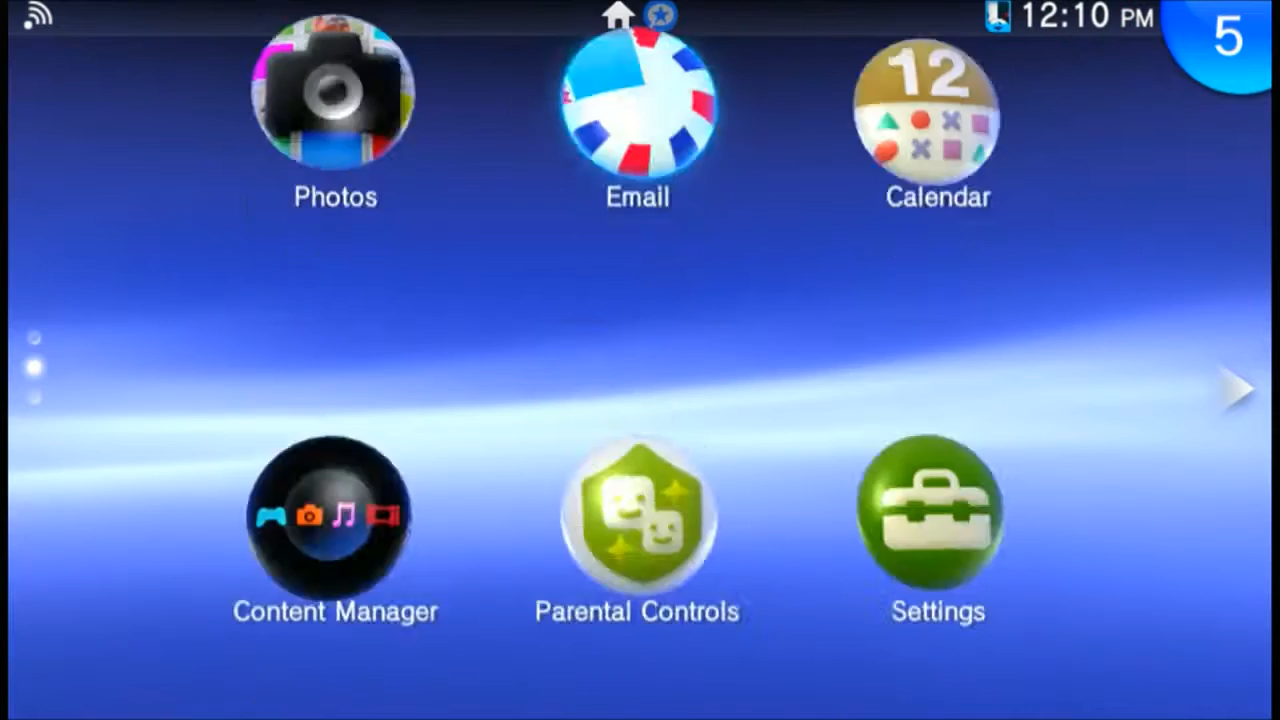 12:10 PM
5
12
Photos
Email
Calendar
Content Manager
Parental Controls
Settings